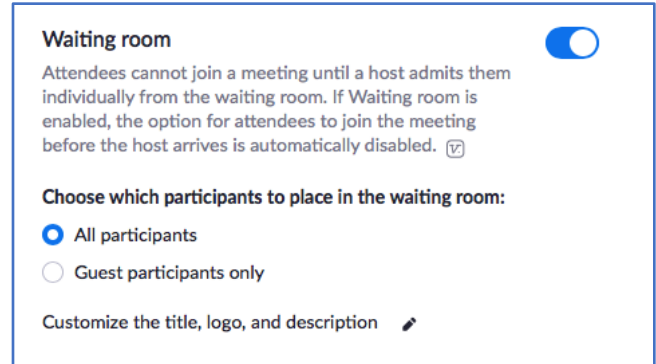 Waiting room
Attendees cannot join a meeting until a host admits them
individually from the waiting room. If Waiting room is
enabled, the option for attendees to join the meeting
before the host arrives is automatically disabled.
Choose which participants to place in the waiting room:
All participants
Guest participants only
Customize the title, logo, and description